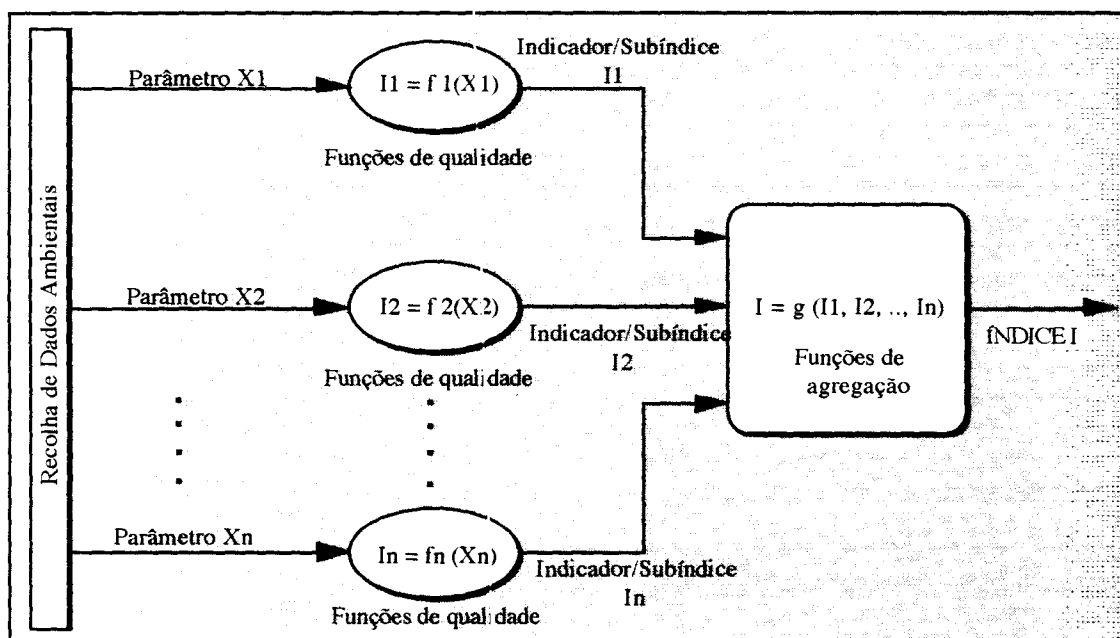 Recolha de Dados Ambientais
Parâmetro X1
I1 = f 1(X1)
Funções de qualidade
Indicador/Subíndice
I1
Parâmetro X2
I2 = f 2(X2)
Funções de qualidade
Indicador/Subíndice
I2
Parâmetro Xn
In = fn (Xn)
Funções de qualidade
Indicador/Subíndice
In
I = g (I1, I2, .., In)
Funções de
agregação
ÍNDICE I